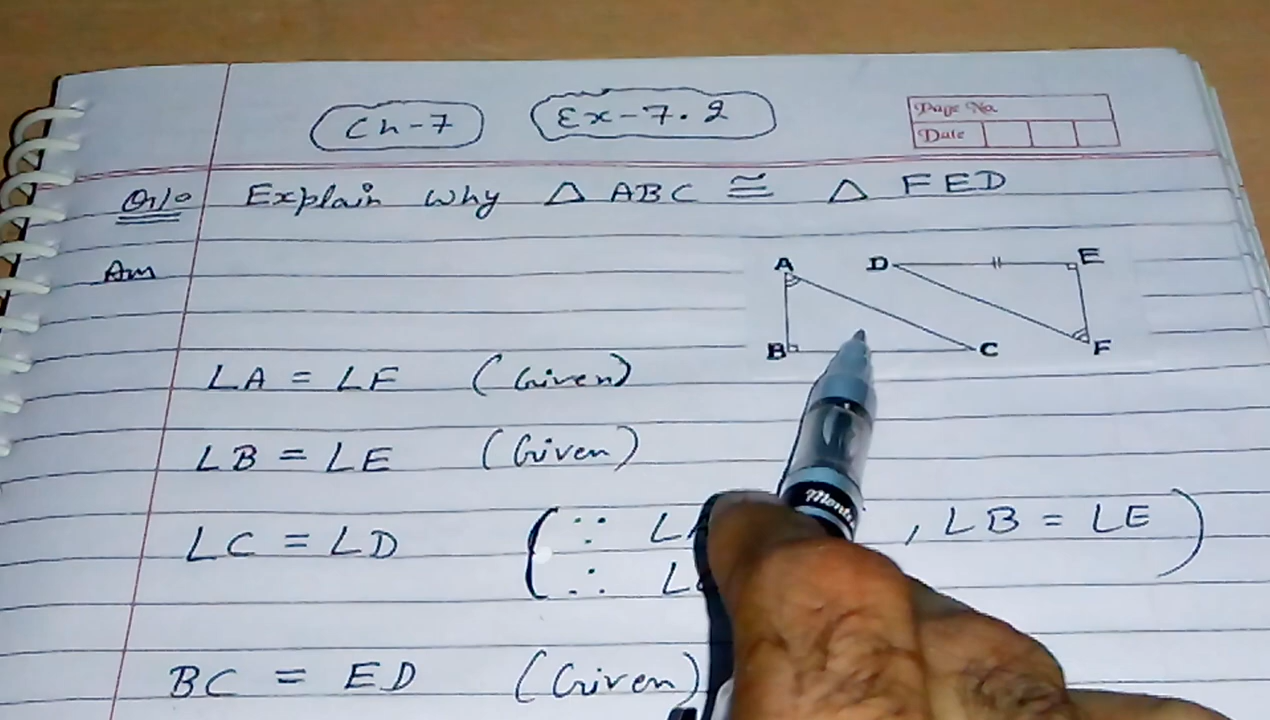 Ch-7 Ex-7.2
Page No.
Date
Q10 Explain why △ ABC ≅ △ FED
Ans
A D E
B C F
∠A = ∠F (Given)
∠B = ∠E (Given)
∠C = ∠D (∵ ∠A , ∠B = ∠E)
∴ ∠
BC = ED (Given)